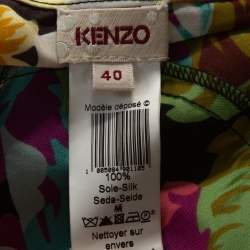 KENZO
40
Modèle déposé ©
100%
Soie-Silk
Seda-Seide
M
Nettoyer sur
envers